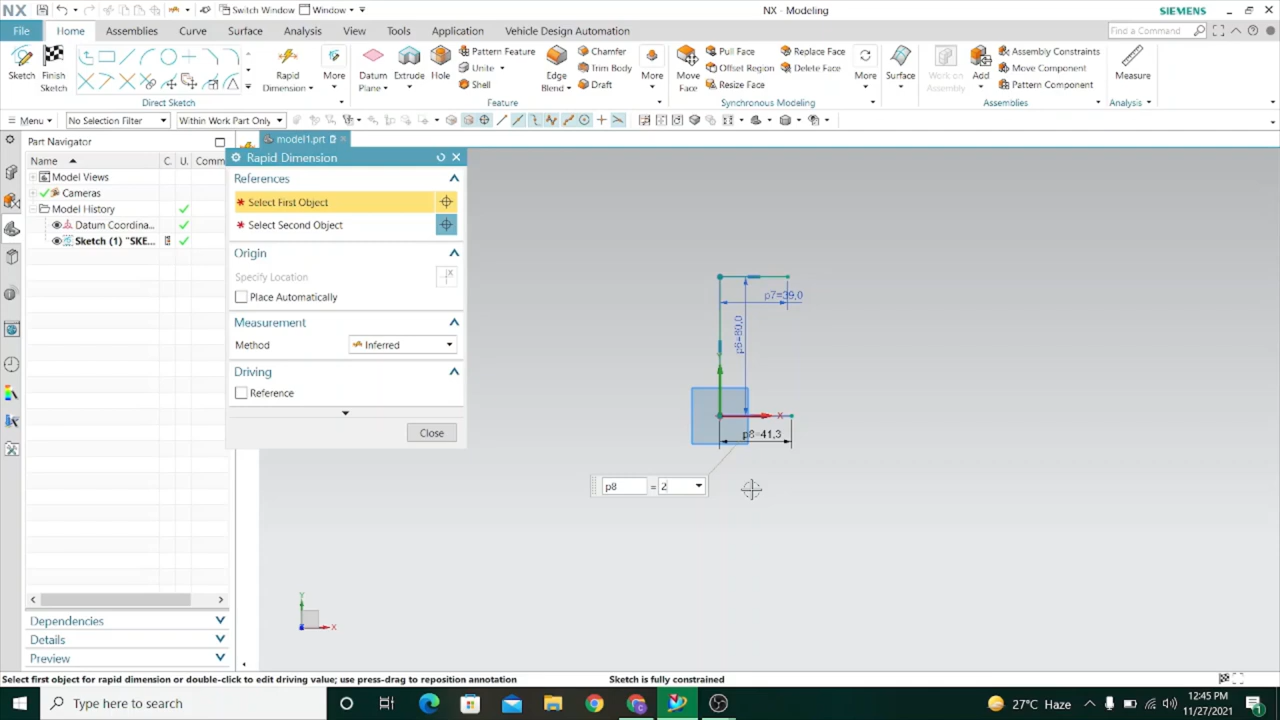 NX Switch Window Window NX - Modeling SIEMENS
File Home Assemblies Curve Surface Analysis View Tools Application Vehicle Design Automation Find a Command
Sketch Finish Sketch Rapid Dimension More Datum Plane Extrude Hole Pattern Feature Unite Shell Edge Blend Chamfer Trim Body Draft More Move Face Pull Face Offset Region Resize Face Replace Face Delete Face More Surface Work on Assembly Add Assembly Constraints Move Component Pattern Component Measure
Direct Sketch Feature Synchronous Modeling Assemblies Analysis
Menu No Selection Filter Within Work Part Only
Part Navigator model1.prt
Name C. U. Comm
Model Views
Cameras
Model History
Datum Coordina...
Sketch (1) "SKE...
Rapid Dimension
References
Select First Object
Select Second Object
Origin
Specify Location
Place Automatically
Measurement
Method Inferred
Driving
Reference
Close
p7=39,0
p6=80,0
X
p8=41,3
p8 = 2
Y
X
Dependencies
Details
Preview
Select first object for rapid dimension or double-click to edit driving value; use press-drag to reposition annotation Sketch is fully constrained
Type here to search 27°C Haze 12:45 PM
11/27/2021
1